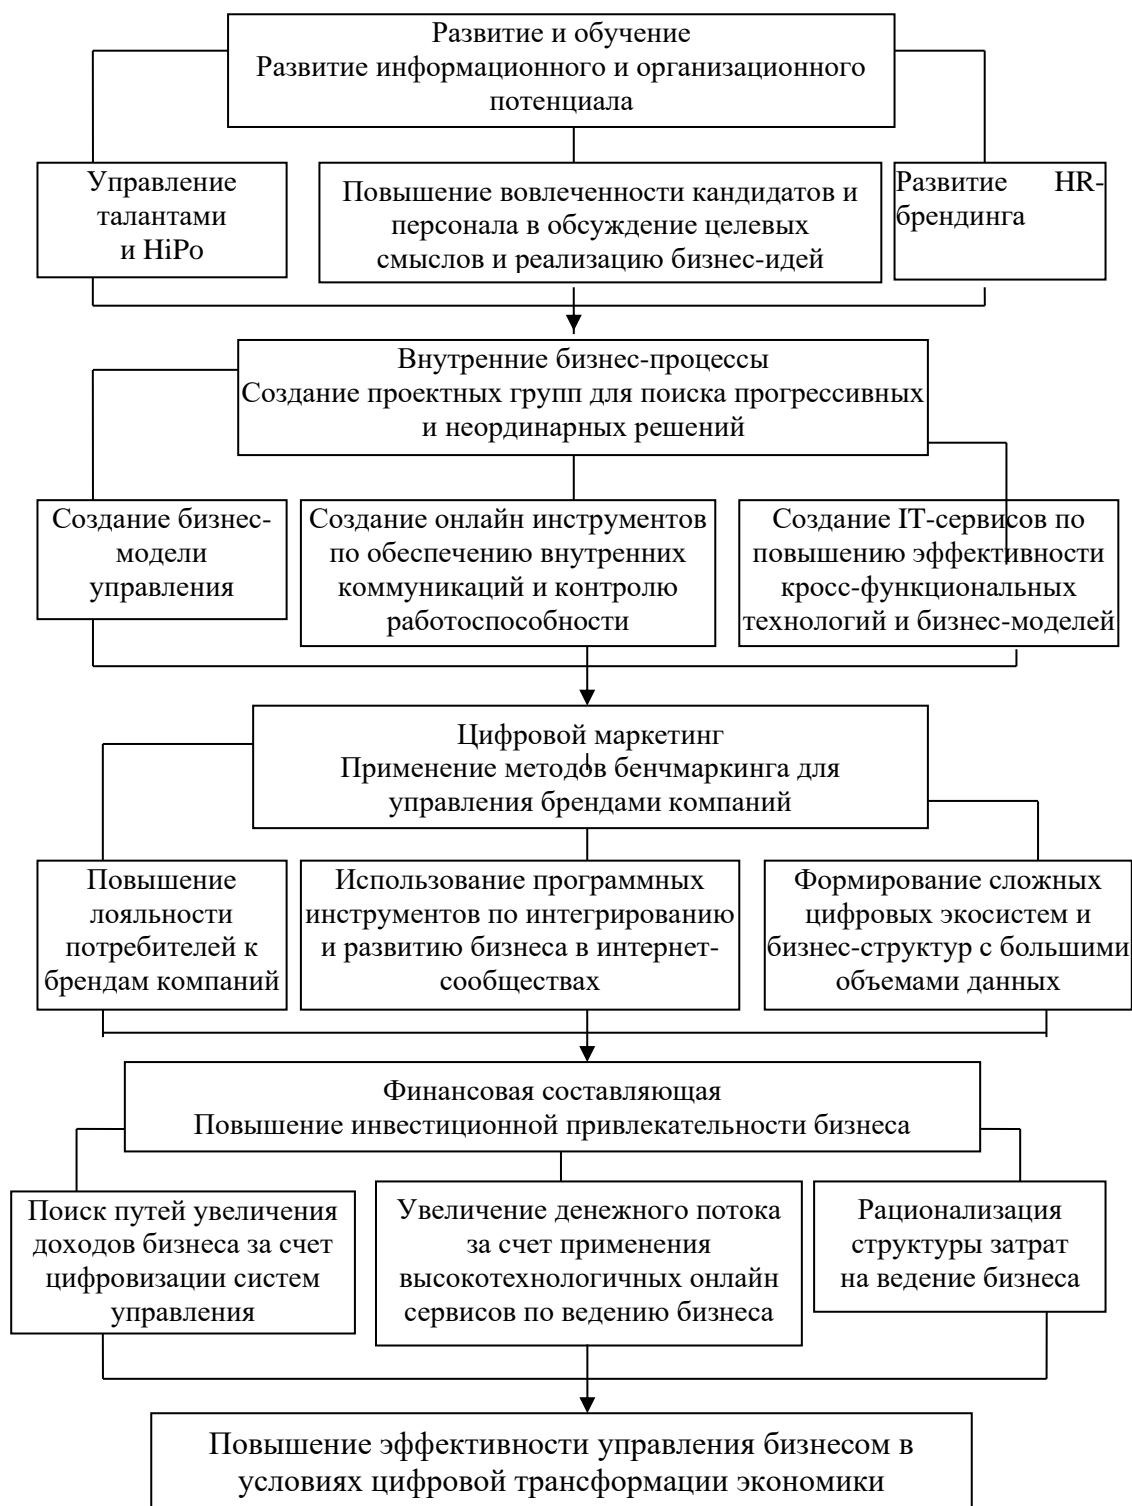 Развитие и обучение
Развитие информационного и организационного
потенциала
Управление
талантами
и HiPo
Повышение вовлеченности кандидатов и
персонала в обсуждение целевых
смыслов и реализацию бизнес-идей
Развитие HR-
брендинга
Внутренние бизнес-процессы
Создание проектных групп для поиска прогрессивных
и неординарных решений
Создание бизнес-
модели
управления
Создание онлайн инструментов
по обеспечению внутренних
коммуникаций и контролю
работоспособности
Создание IT-сервисов по
повышению эффективности
кросс-функциональных
технологий и бизнес-моделей
Цифровой маркетинг
Применение методов бенчмаркинга для
управления брендами компаний
Повышение
лояльности
потребителей к
брендам компаний
Использование программных
инструментов по интегрированию
и развитию бизнеса в интернет-
сообществах
Формирование сложных
цифровых экосистем и
бизнес-структур с большими
объемами данных
Финансовая составляющая
Повышение инвестиционной привлекательности бизнеса
Поиск путей увеличения
доходов бизнеса за счет
цифровизации систем
управления
Увеличение денежного потока
за счет применения
высокотехнологичных онлайн
сервисов по ведению бизнеса
Рационализация
структуры затрат
на ведение бизнеса
Повышение эффективности управления бизнесом в
условиях цифровой трансформации экономики